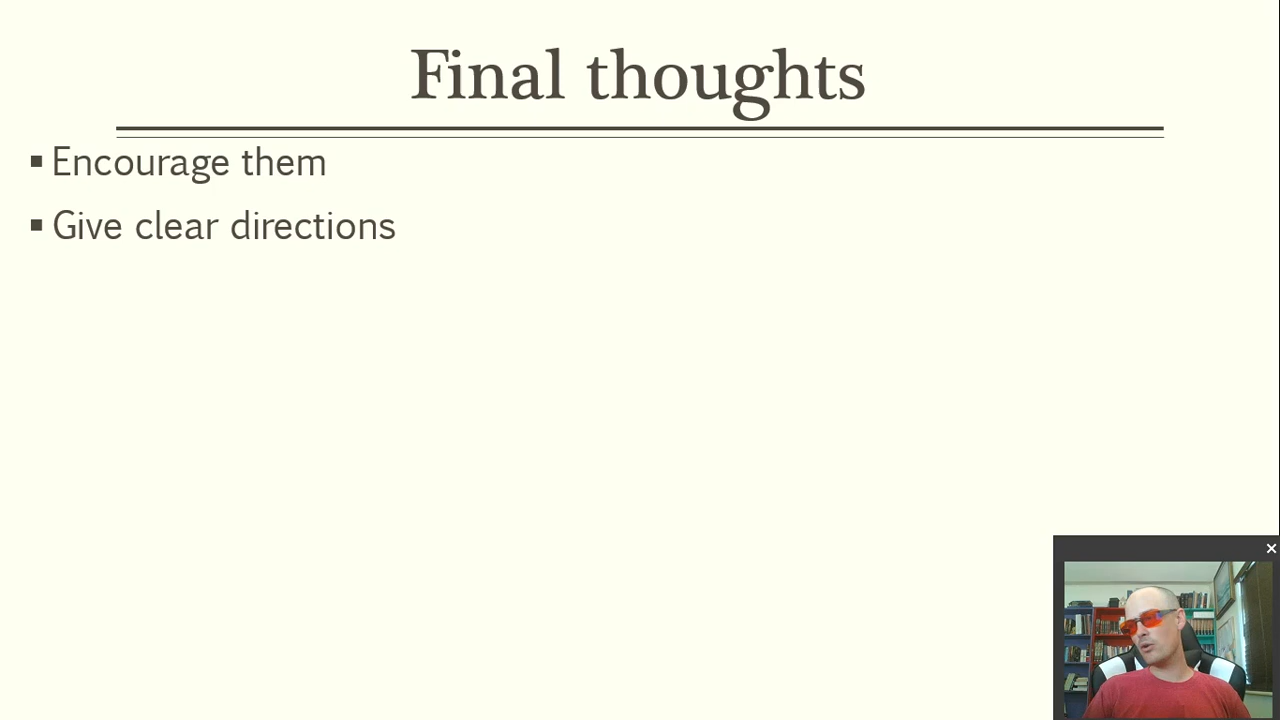 Final thoughts
▪ Encourage them
▪ Give clear directions